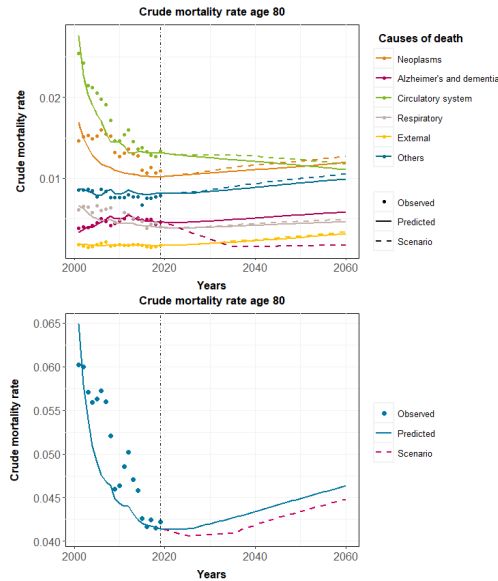 Crude mortality rate age 80
Crude mortality rate
0.02
0.01
2000
2020
2040
2060
Years
Causes of death
Neoplasms
Alzheimer's and dementia
Circulatory system
Respiratory
External
Others
Observed
Predicted
Scenario
Crude mortality rate age 80
Crude mortality rate
0.065
0.060
0.055
0.050
0.045
0.040
2000
2020
2040
2060
Years
Observed
Predicted
Scenario